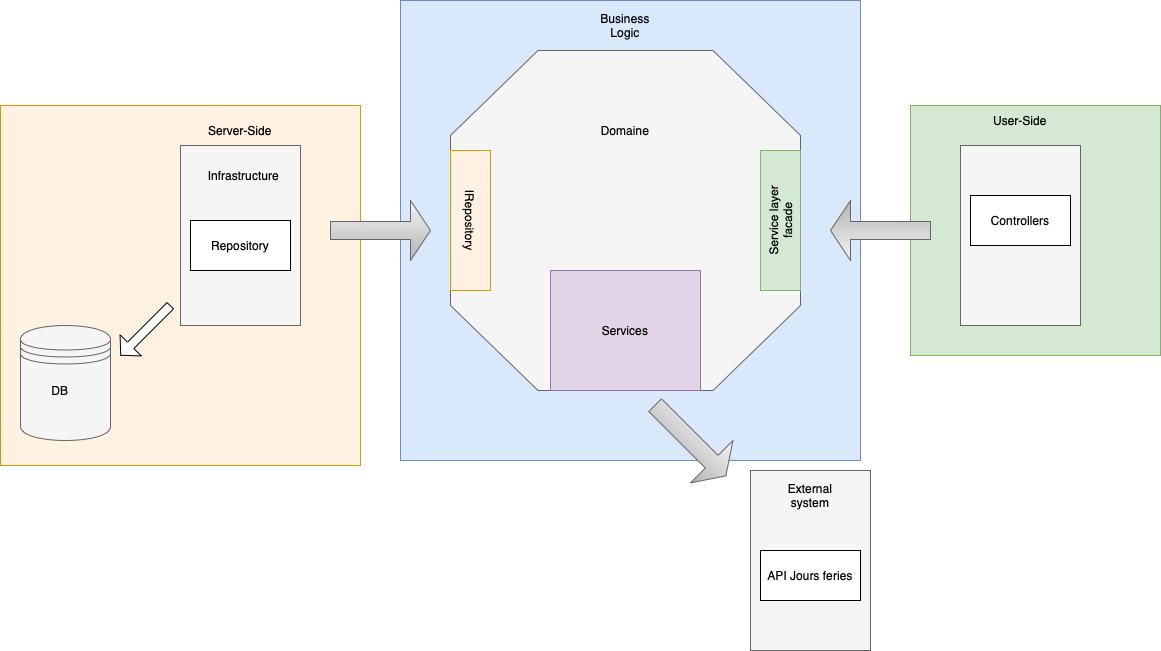 Business
Logic
Server-Side
Infrastructure
Repository
DB
Domaine
IRepository
Service layer
facade
Services
User-Side
Controllers
External
system
API Jours feries